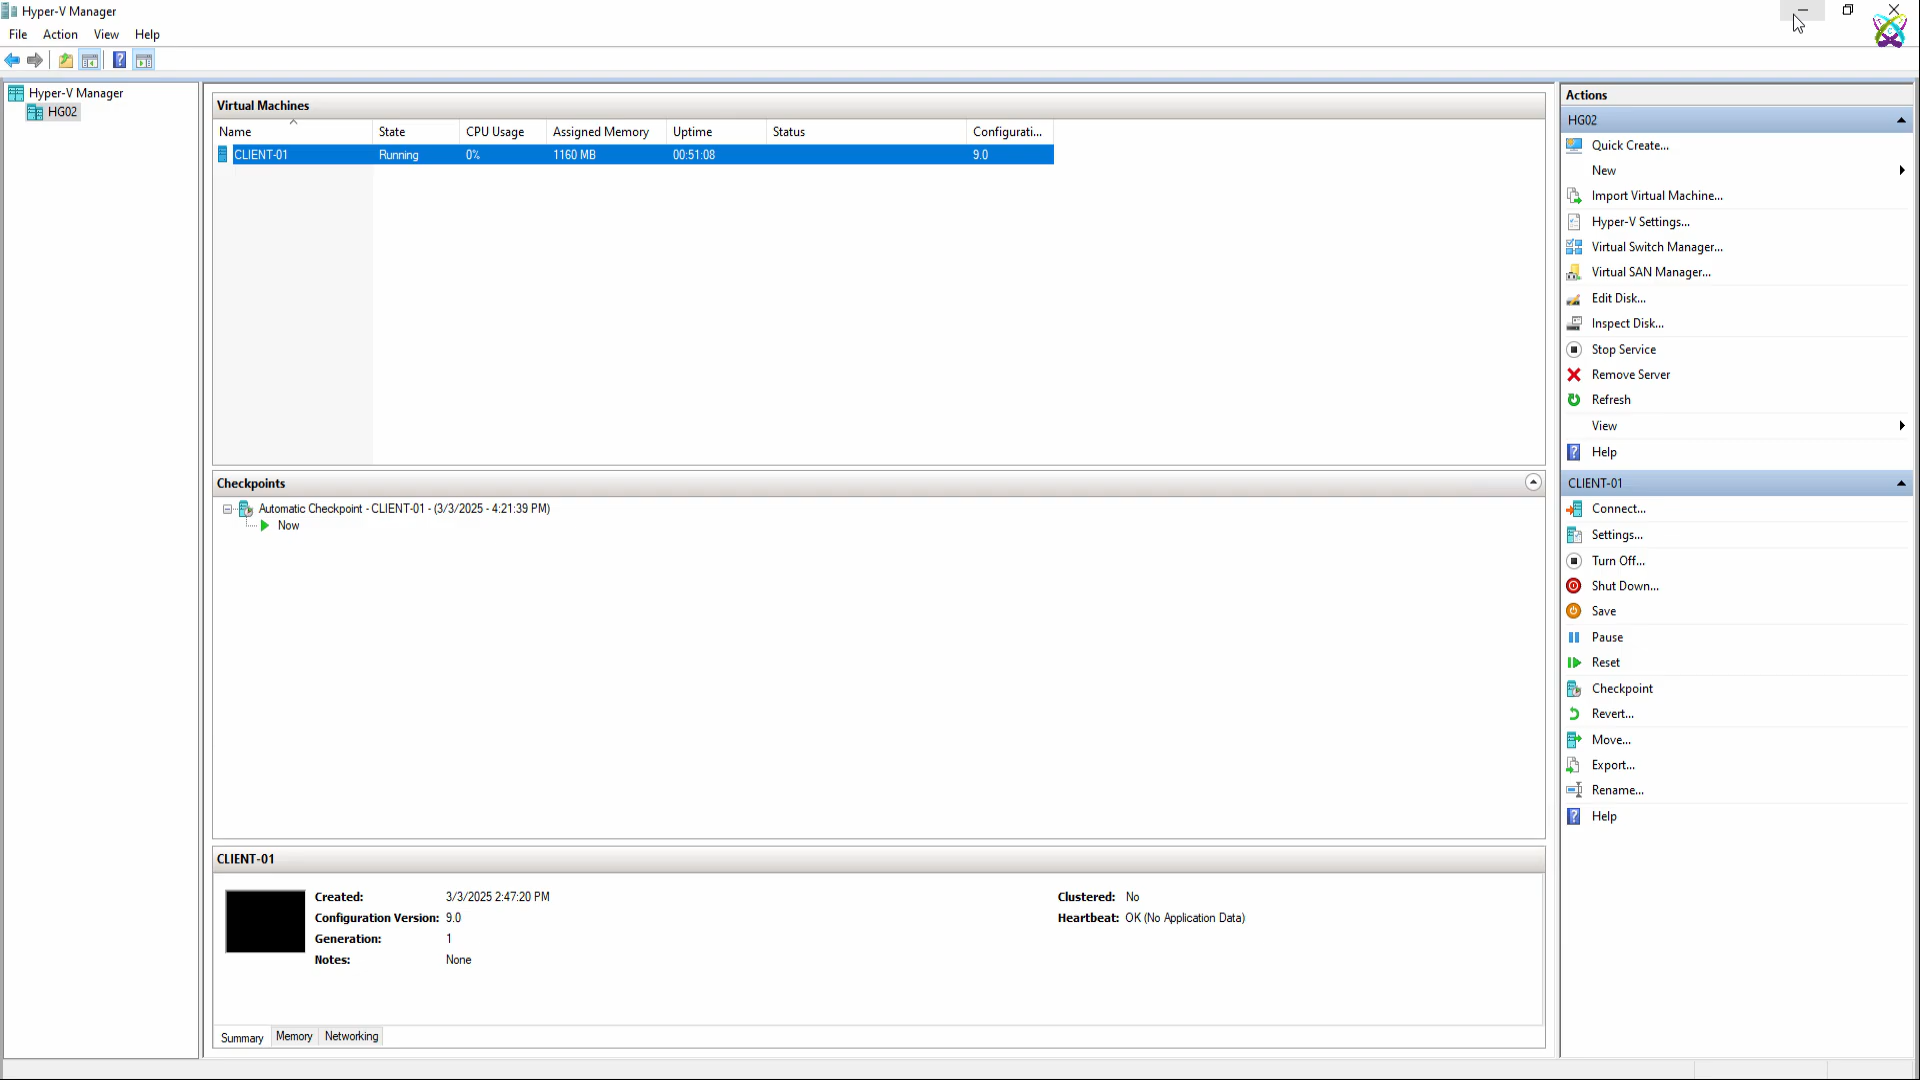 Hyper-V Manager
File Action View Help
Hyper-V Manager
HG02
Virtual Machines
Name State CPU Usage Assigned Memory Uptime Status Configurati...
CLIENT-01 Running 0% 1160 MB 00:51:08 9.0
Checkpoints
Automatic Checkpoint - CLIENT-01 - (3/3/2025 - 4:21:39 PM)
Now
CLIENT-01
Created: 3/3/2025 2:47:20 PM Clustered: No
Configuration Version: 9.0 Heartbeat: OK (No Application Data)
Generation: 1
Notes: None
Summary Memory Networking
Actions
HG02
Quick Create...
New
Import Virtual Machine...
Hyper-V Settings...
Virtual Switch Manager...
Virtual SAN Manager...
Edit Disk...
Inspect Disk...
Stop Service
Remove Server
Refresh
View
Help
CLIENT-01
Connect...
Settings...
Turn Off...
Shut Down...
Save
Pause
Reset
Checkpoint
Revert...
Move...
Export...
Rename...
Help